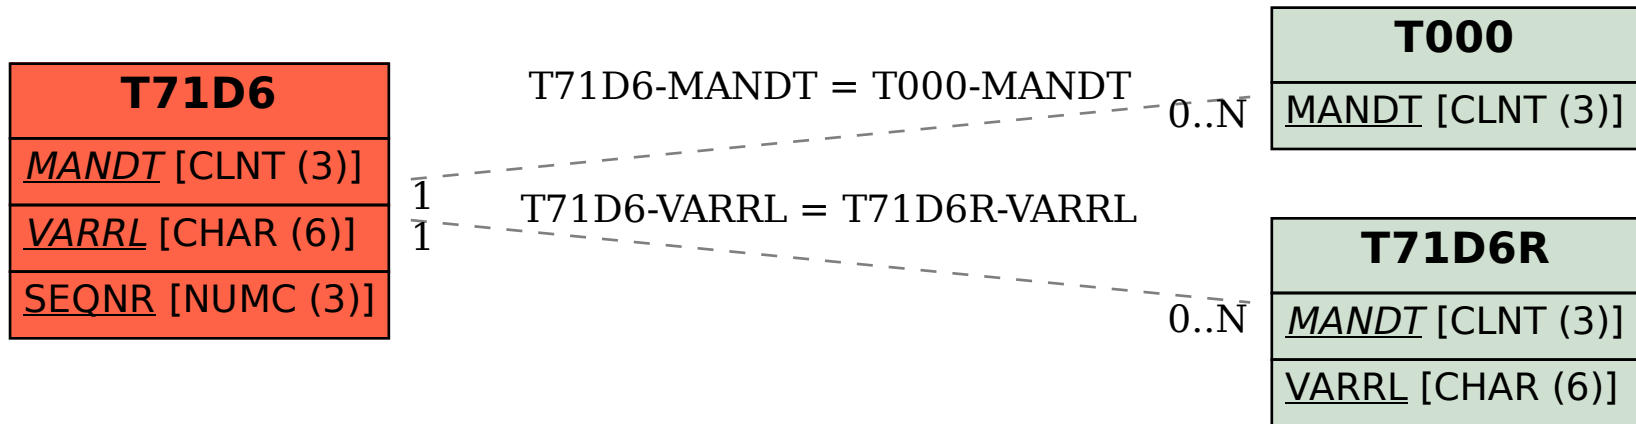 T71D6
MANDT [CLNT (3)]
VARRL [CHAR (6)]
SEQNR [NUMC (3)]
T71D6-MANDT = T000-MANDT
0..N
1
T71D6-VARRL = T71D6R-VARRL
1
0..N
T000
MANDT [CLNT (3)]
T71D6R
MANDT [CLNT (3)]
VARRL [CHAR (6)]